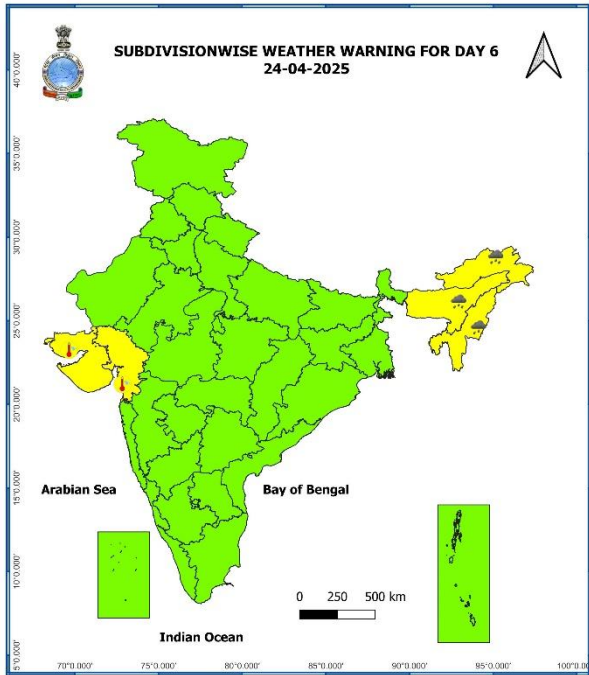 SUBDIVISIONWISE WEATHER WARNING FOR DAY 6
24-04-2025
40°0.000'
35°0.000'
30°0.000'
25°0.000'
20°0.000'
15°0.000'
10°0.000'
5°0.000'
Arabian Sea
Bay of Bengal
0 250 500 km
Indian Ocean
70°0.000' 75°0.000' 80°0.000' 85°0.000' 90°0.000' 95°0.000'